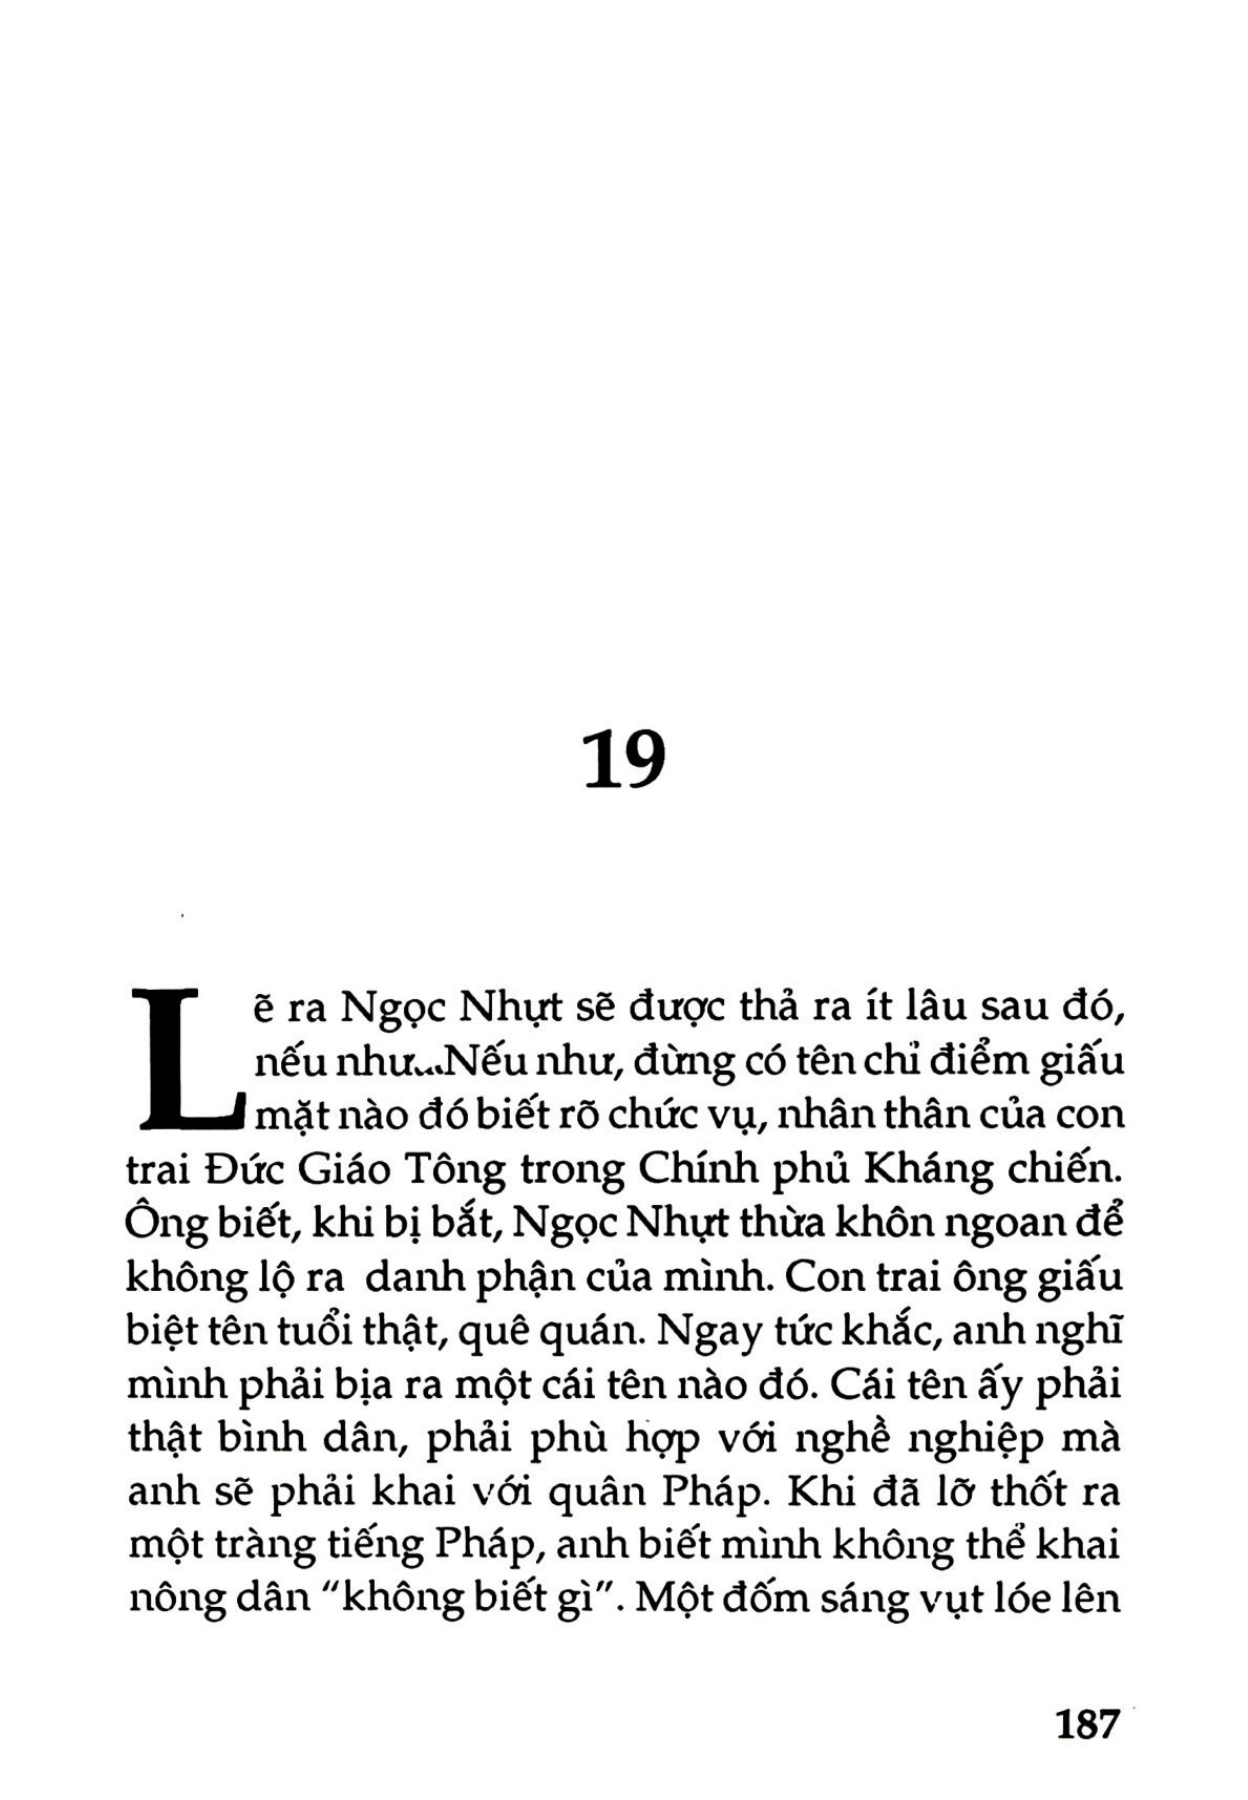 19
Lẽ ra Ngọc Nhựt sẽ được thả ra ít lâu sau đó,
nếu như...Nếu như, đừng có tên chỉ điểm giấu
mặt nào đó biết rõ chức vụ, nhân thân của con
trai Đức Giáo Tông trong Chính phủ Kháng chiến.
Ông biết, khi bị bắt, Ngọc Nhựt thừa khôn ngoan để
không lộ ra  danh phận của mình. Con trai ông giấu
biệt tên tuổi thật, quê quán. Ngay tức khắc, anh nghĩ
mình phải bịa ra một cái tên nào đó. Cái tên ấy phải
thật bình dân, phải phù hợp với nghề nghiệp mà
anh sẽ phải khai với quân Pháp. Khi đã lỡ thốt ra
một tràng tiếng Pháp, anh biết mình không thể khai
nông dân "không biết gì". Một đốm sáng vụt lóe lên
187